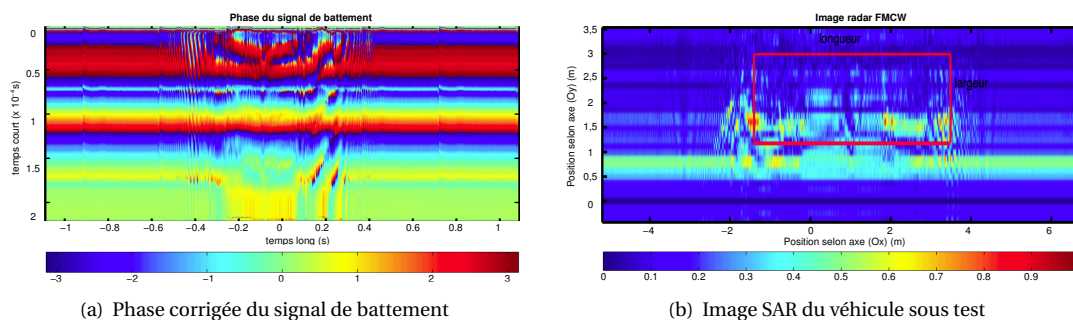 Phase du signal de battement
temps court (x 10⁻⁴ s)
0
0.5
1
1.5
2
−1 −0.8 −0.6 −0.4 −0.2 0 0.2 0.4 0.6 0.8 1
temps long (s)
−3 −2 −1 0 1 2 3
(a) Phase corrigée du signal de battement
Image radar FMCW
longueur
largeur
Position selon axe (Oy) (m)
3,5
3
2,5
2
1,5
1
0,5
0
-4 -2 0 2 4
Position selon axe (Ox) (m)
0 0.1 0.2 0.3 0.4 0.5 0.6 0.7 0.8 0.9
(b) Image SAR du véhicule sous test